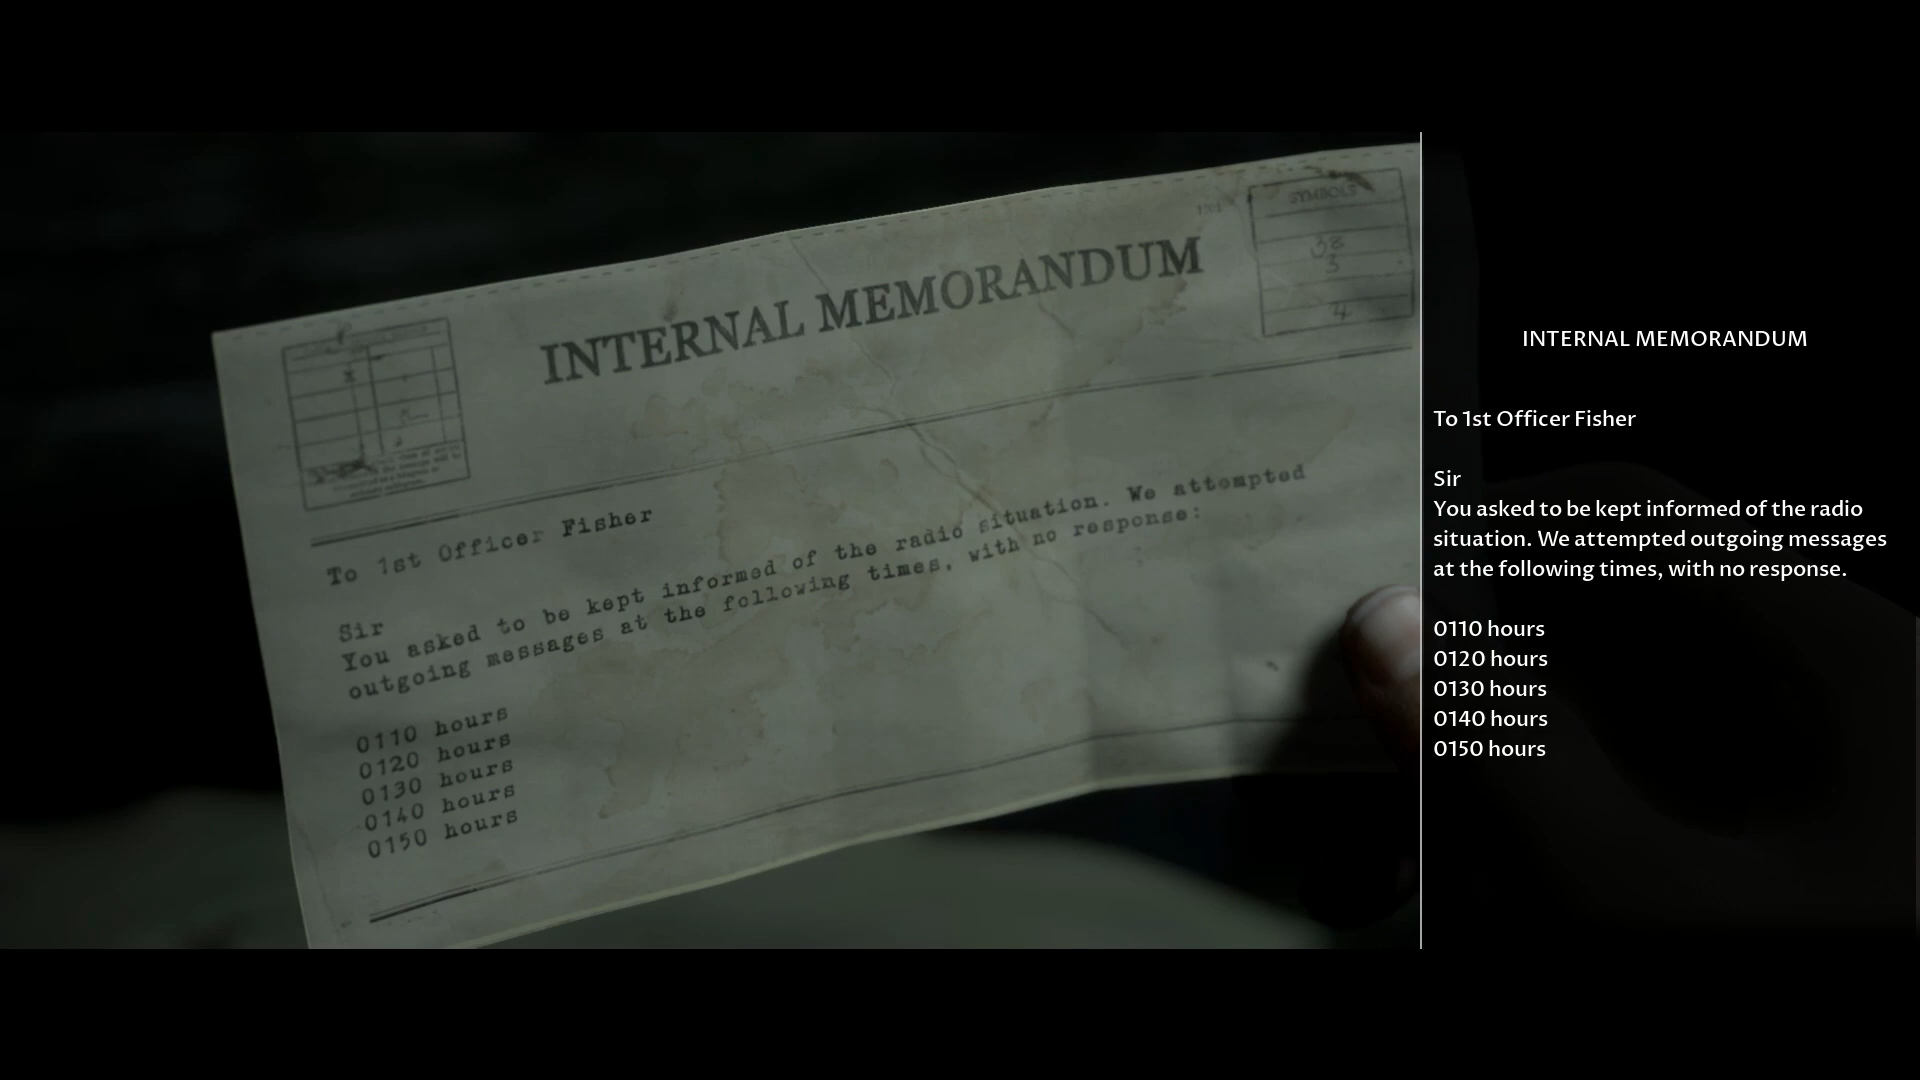 INTERNAL MEMORANDUM
SYMBOLS
38
3
4
To 1st Officer Fisher
Sir
You asked to be kept informed of the radio situation. We attempted
outgoing messages at the following times, with no response:
0110 hours
0120 hours
0130 hours
0140 hours
0150 hours
INTERNAL MEMORANDUM
To 1st Officer Fisher
Sir
You asked to be kept informed of the radio
situation. We attempted outgoing messages
at the following times, with no response.
0110 hours
0120 hours
0130 hours
0140 hours
0150 hours